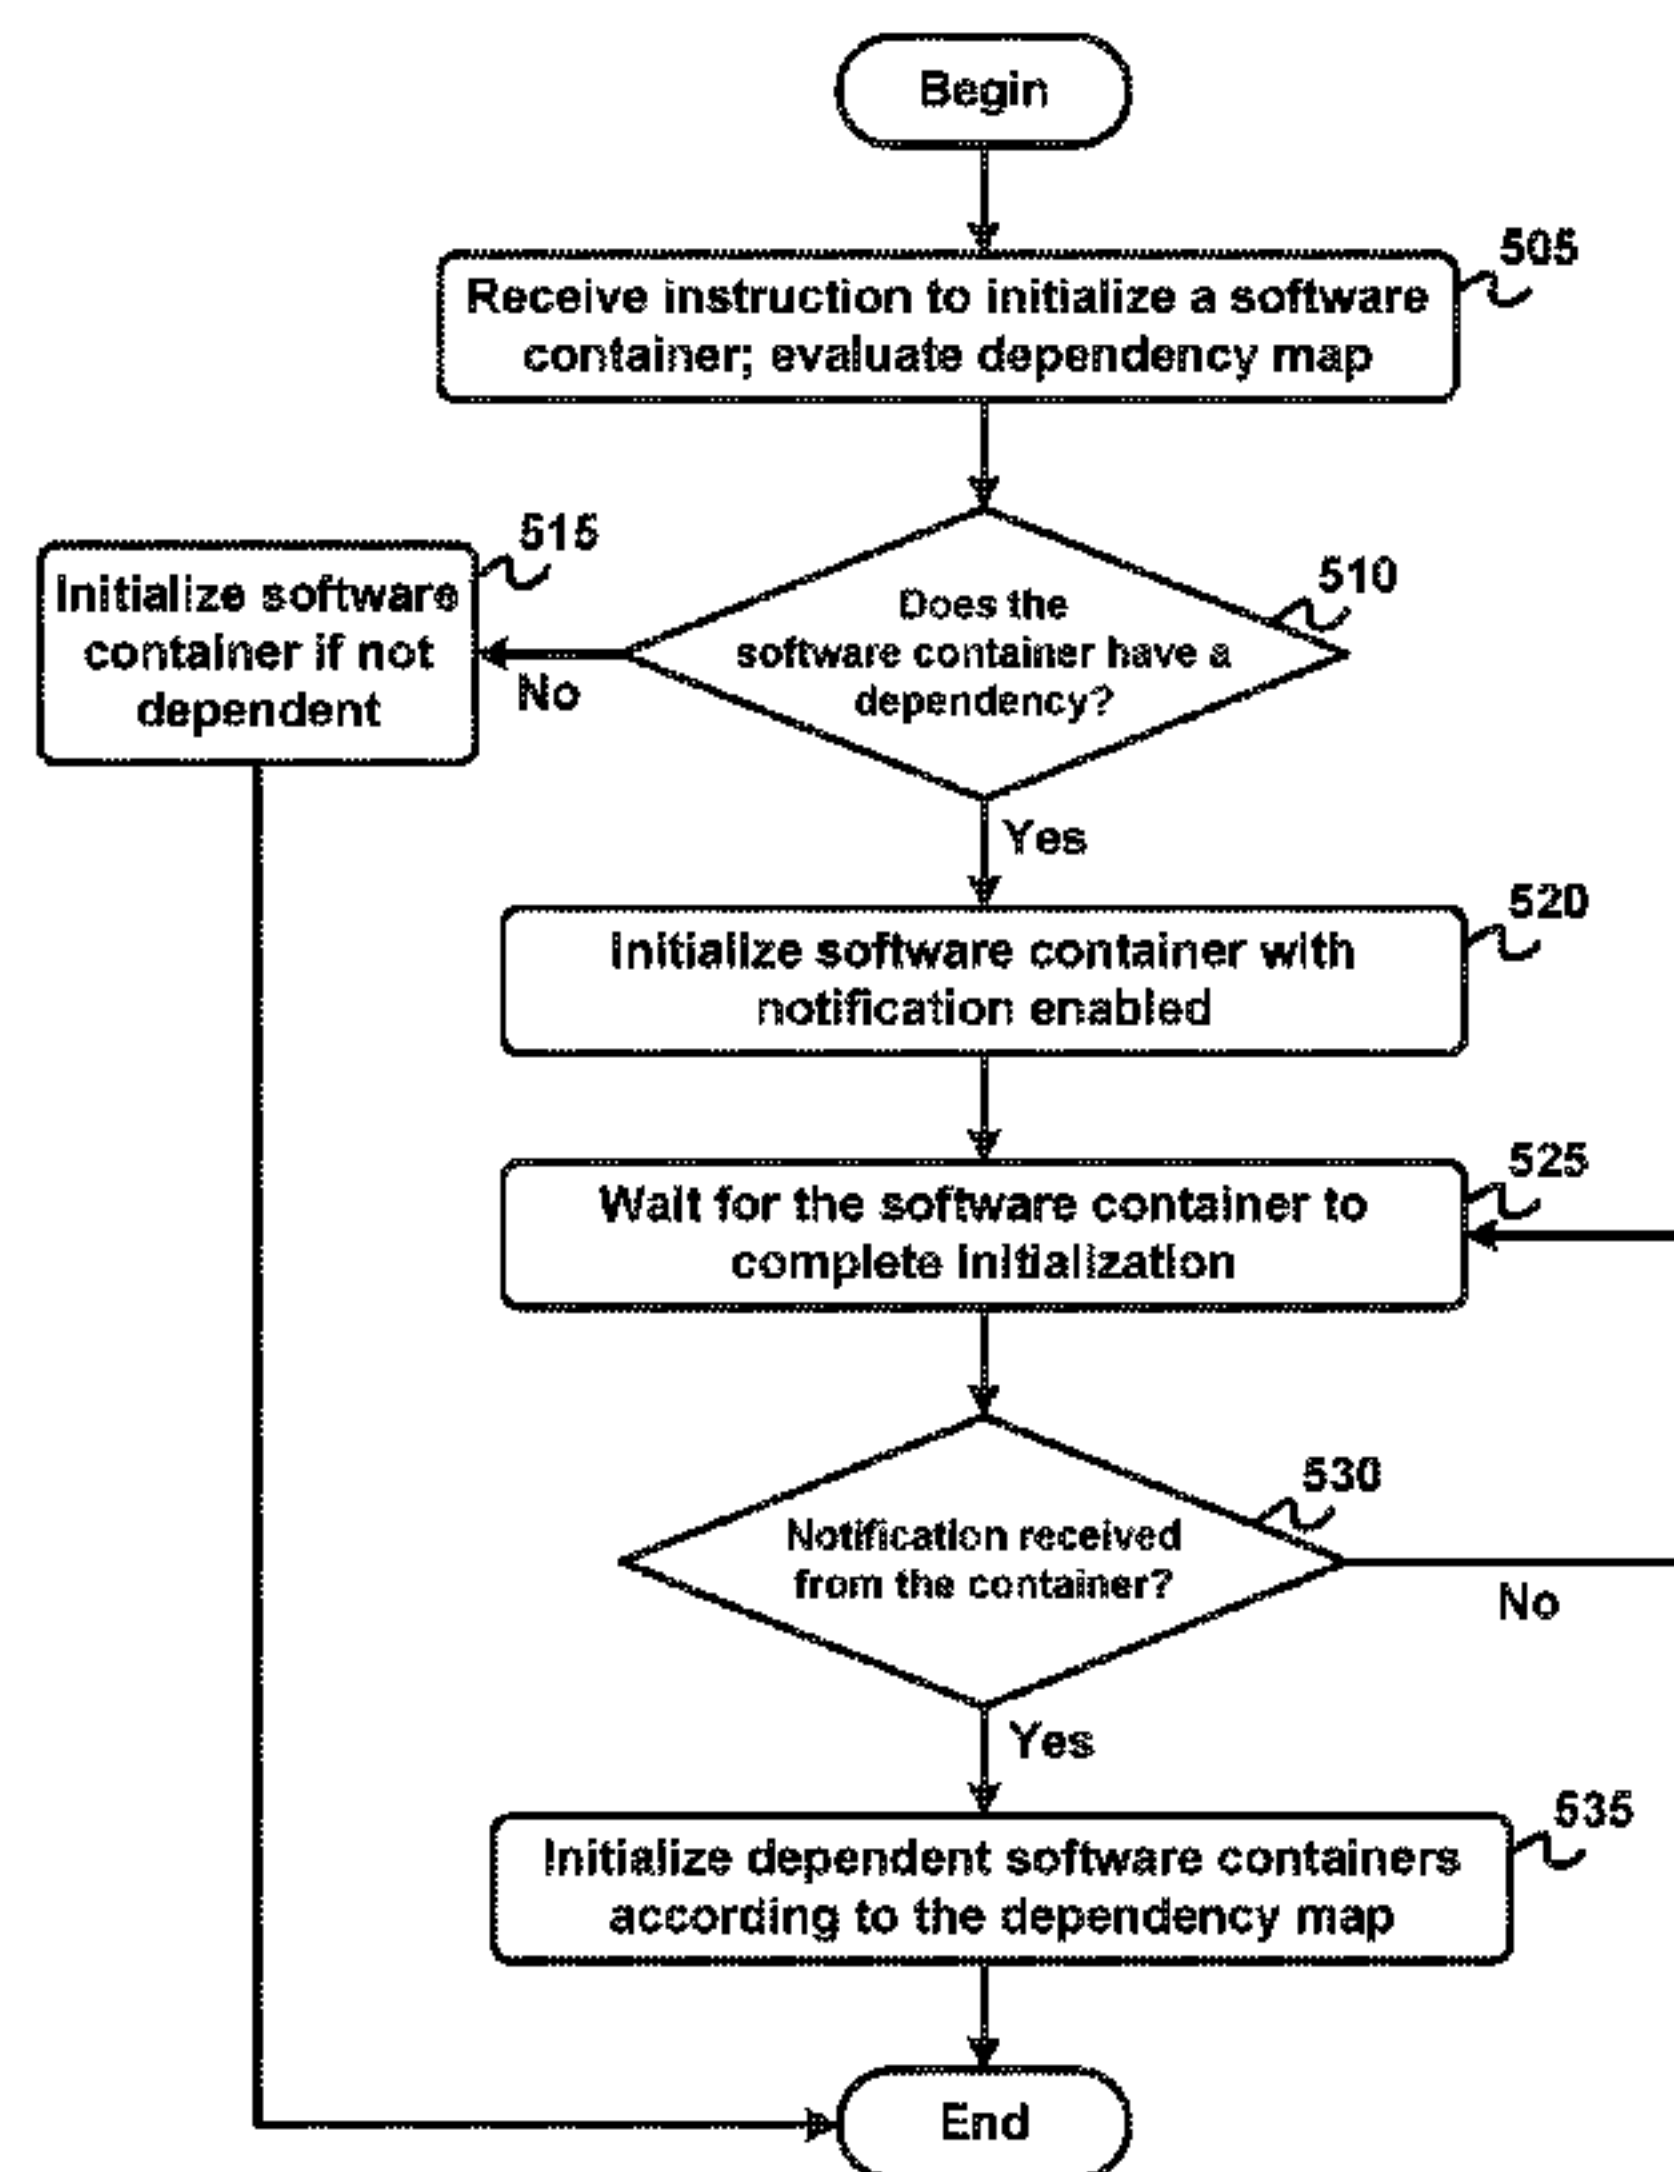 Begin
505
Receive instruction to initialize a software
container; evaluate dependency map
515
Initialize software
container if not
dependent
510
Does the
software container have a
dependency?
No
Yes
520
Initialize software container with
notification enabled
525
Wait for the software container to
complete initialization
530
Notification received
from the container?
No
Yes
535
Initialize dependent software containers
according to the dependency map
End